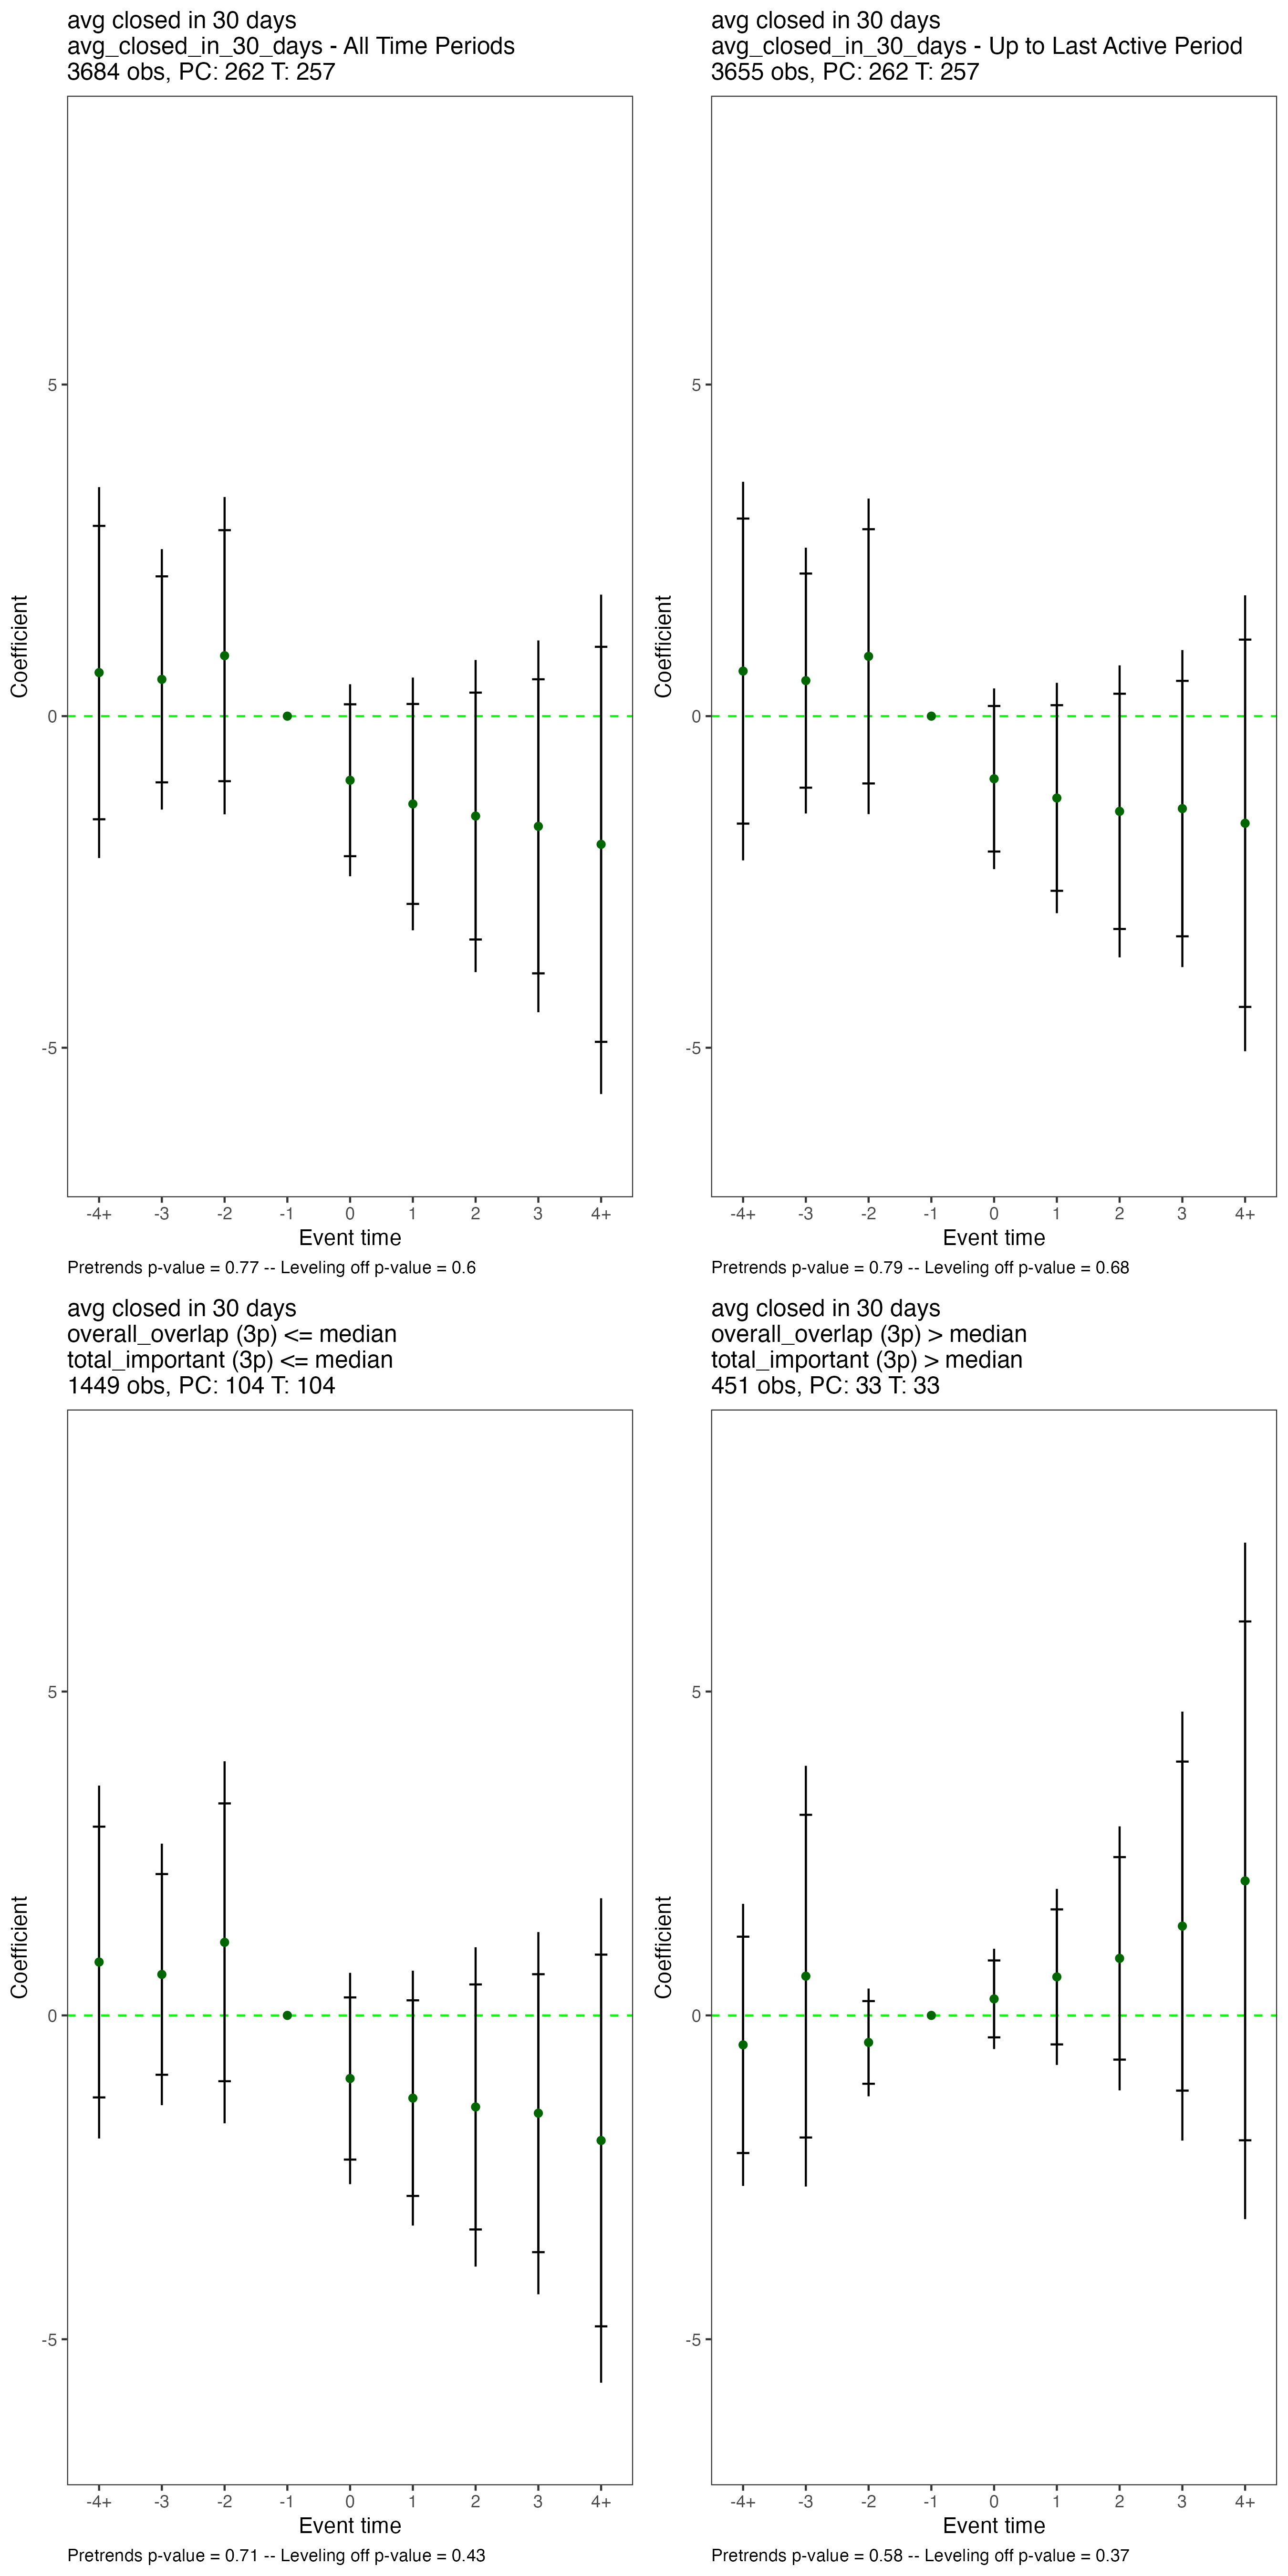 avg closed in 30 days
avg_closed_in_30_days - All Time Periods
3684 obs, PC: 262 T: 257
5
0
-5
Coefficient
-4+ -3 -2 -1 0 1 2 3 4+
Event time
Pretrends p-value = 0.77 -- Leveling off p-value = 0.6
avg closed in 30 days
avg_closed_in_30_days - Up to Last Active Period
3655 obs, PC: 262 T: 257
5
0
-5
Coefficient
-4+ -3 -2 -1 0 1 2 3 4+
Event time
Pretrends p-value = 0.79 -- Leveling off p-value = 0.68
avg closed in 30 days
overall_overlap (3p) <= median
total_important (3p) <= median
1449 obs, PC: 104 T: 104
5
0
-5
Coefficient
-4+ -3 -2 -1 0 1 2 3 4+
Event time
Pretrends p-value = 0.71 -- Leveling off p-value = 0.43
avg closed in 30 days
overall_overlap (3p) > median
total_important (3p) > median
451 obs, PC: 33 T: 33
5
0
-5
Coefficient
-4+ -3 -2 -1 0 1 2 3 4+
Event time
Pretrends p-value = 0.58 -- Leveling off p-value = 0.37